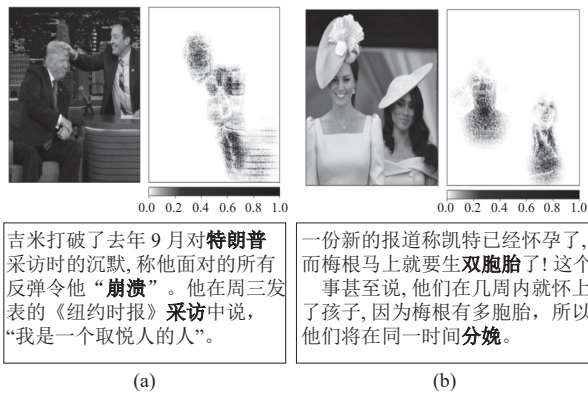 0.0 0.2 0.4 0.6 0.8 1.0
0.0 0.2 0.4 0.6 0.8 1.0
吉米打破了去年 9 月对特朗普
采访时的沉默, 称他面对的所有
反弹令他“崩溃”。他在周三发
表的《纽约时报》采访中说，
“我是一个取悦人的人”。
一份新的报道称凯特已经怀孕了,
而梅根马上就要生双胞胎了! 这个
事甚至说, 他们在几周内就怀上
了孩子, 因为梅根有多胞胎，所以
他们将在同一时间分娩。
(a)
(b)